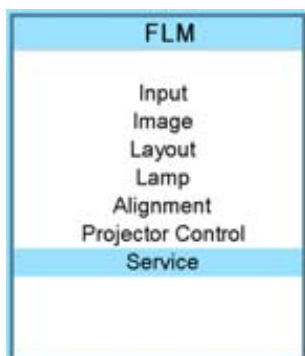 FLM
Input
Image
Layout
Lamp
Alignment
Projector Control
Service